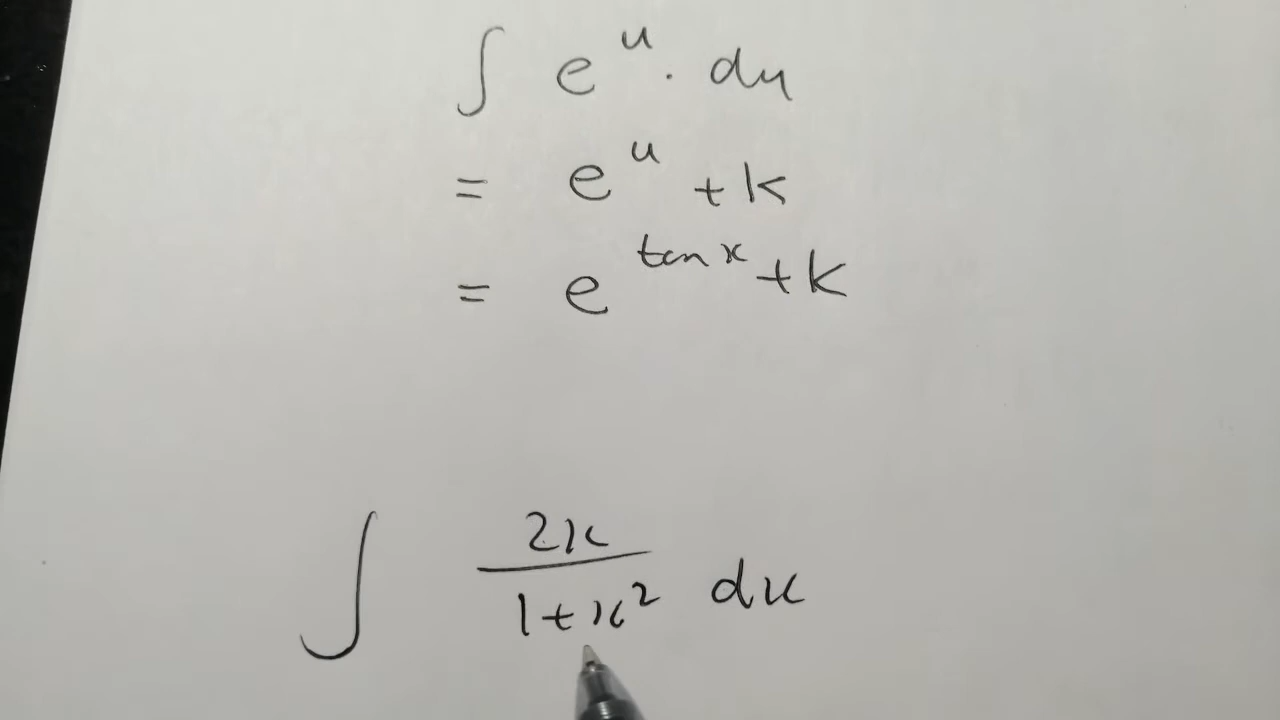 ∫ e^u . du
= e^u + k
= e^tan x + k
∫ 2x/(1+x²) dx